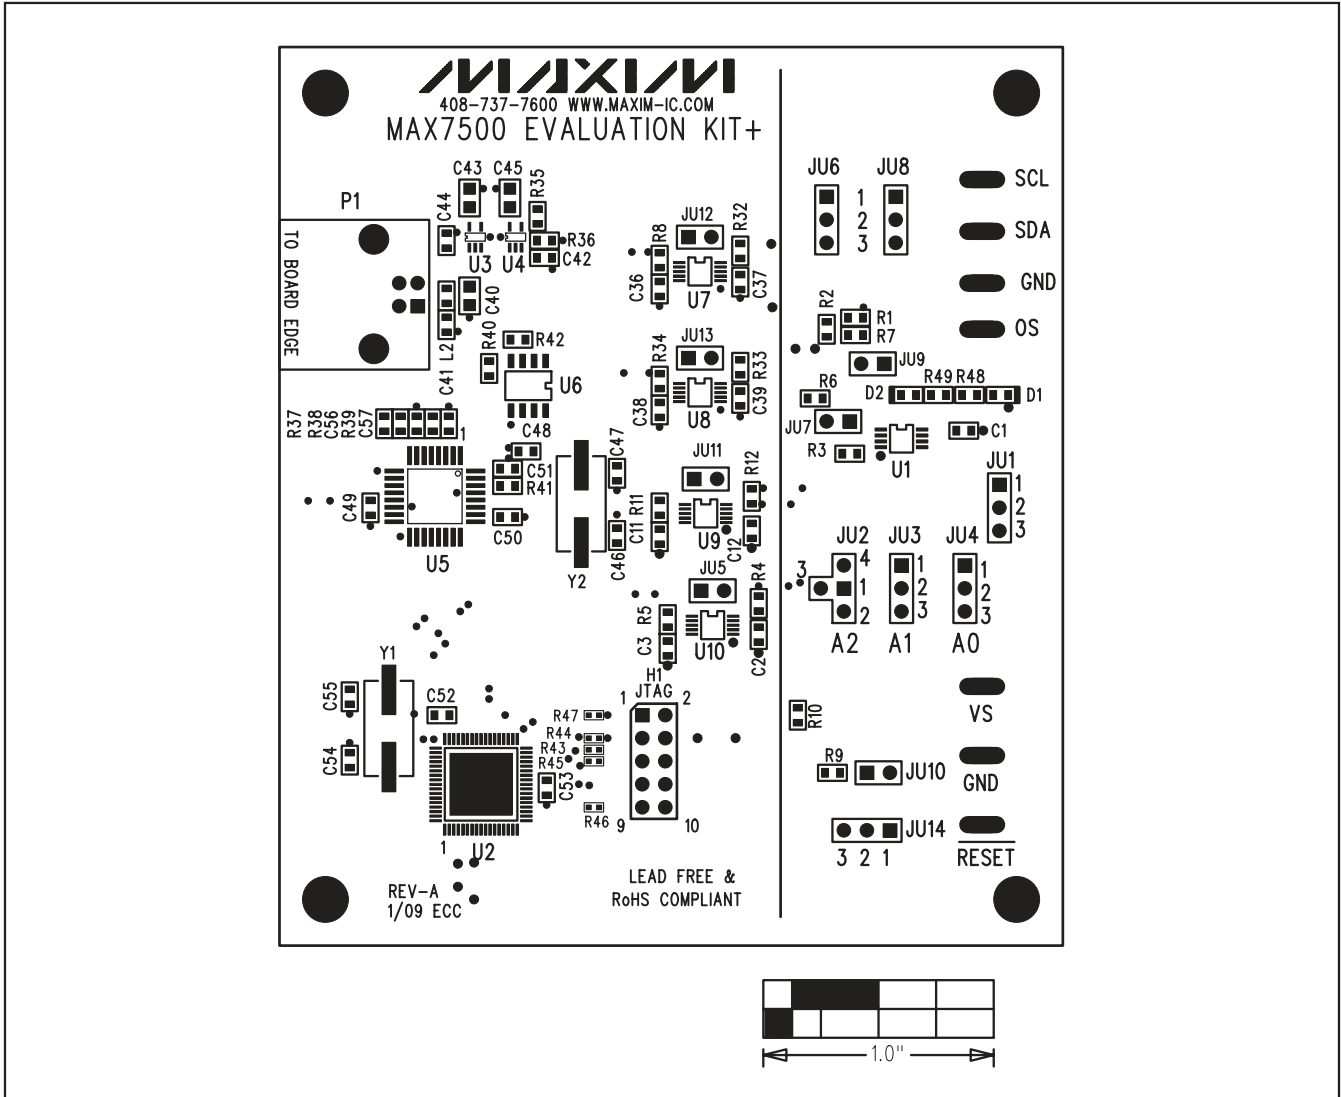 MAXIM
408-737-7600 WWW.MAXIM-IC.COM
MAX7500 EVALUATION KIT+
P1
TO BOARD EDGE
C43
C45
R35
C44
U3
U4
R36
C42
C40
L2
C41
R40
R42
U6
R37
R38
C56
R39
C57
1
C48
C51
R41
C50
C49
U5
C47
C46
Y2
JU12
R8
R32
C36
C37
U7
JU13
R34
R33
C38
C39
U8
JU11
R12
R11
C11
C12
U9
JU5
R4
R5
C3
C2
U10
H1
JTAG
1
2
9
10
Y1
C55
C54
C52
R47
R44
R43
R45
C53
R46
1
U2
REV-A
1/09 ECC
LEAD FREE &
RoHS COMPLIANT
JU6
JU8
1
2
3
SCL
SDA
GND
OS
R2
R1
R7
JU9
R6
D2
R49
R48
D1
JU7
R3
U1
C1
JU1
1
2
3
JU2
3
4
1
2
A2
JU3
1
2
3
A1
JU4
1
2
3
A0
VS
R10
R9
JU10
GND
JU14
3 2 1
RESET
1.0"